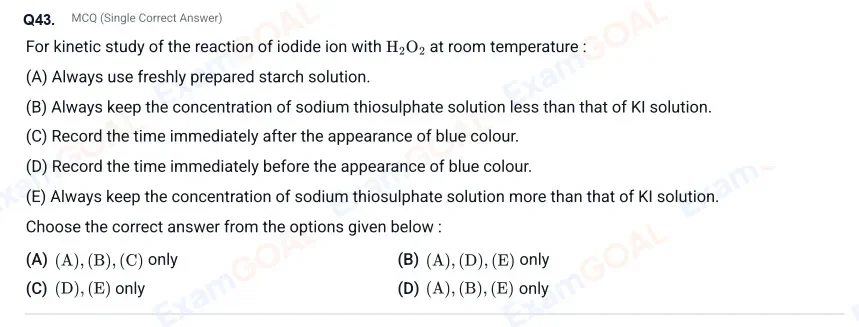 Q43. MCQ (Single Correct Answer)
For kinetic study of the reaction of iodide ion with H₂O₂ at room temperature :
(A) Always use freshly prepared starch solution.
(B) Always keep the concentration of sodium thiosulphate solution less than that of KI solution.
(C) Record the time immediately after the appearance of blue colour.
(D) Record the time immediately before the appearance of blue colour.
(E) Always keep the concentration of sodium thiosulphate solution more than that of KI solution.
Choose the correct answer from the options given below :
(A) (A), (B), (C) only (B) (A), (D), (E) only
(C) (D), (E) only (D) (A), (B), (E) only